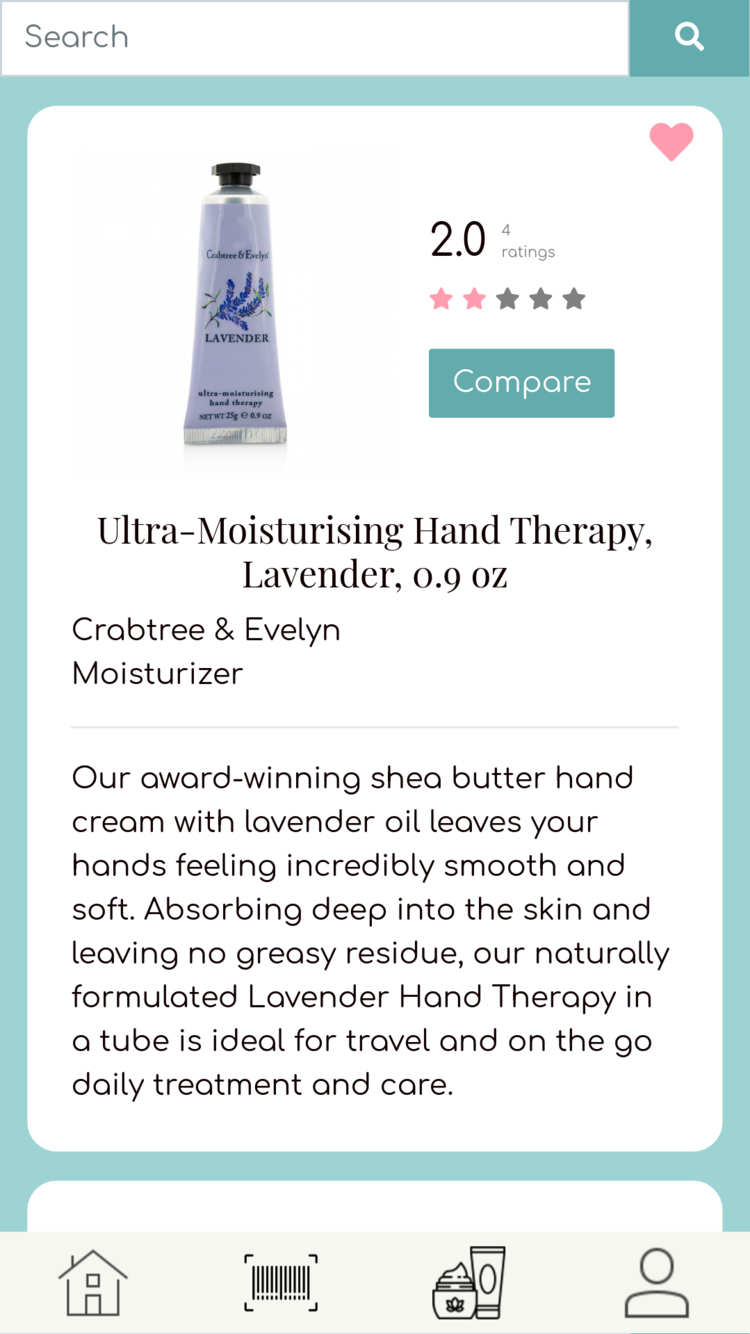 Search
Crabtree & Evelyn
LAVENDER
ultra-moisturising
hand therapy
NET WT 25g ℮ 0.9 OZ
2.0
4
ratings
Compare
Ultra-Moisturising Hand Therapy,
Lavender, 0.9 oz
Crabtree & Evelyn
Moisturizer
Our award-winning shea butter hand
cream with lavender oil leaves your
hands feeling incredibly smooth and
soft. Absorbing deep into the skin and
leaving no greasy residue, our naturally
formulated Lavender Hand Therapy in
a tube is ideal for travel and on the go
daily treatment and care.